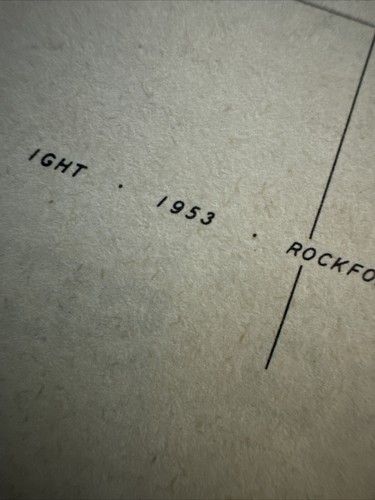 IGHT · 1953 · ROCKFO